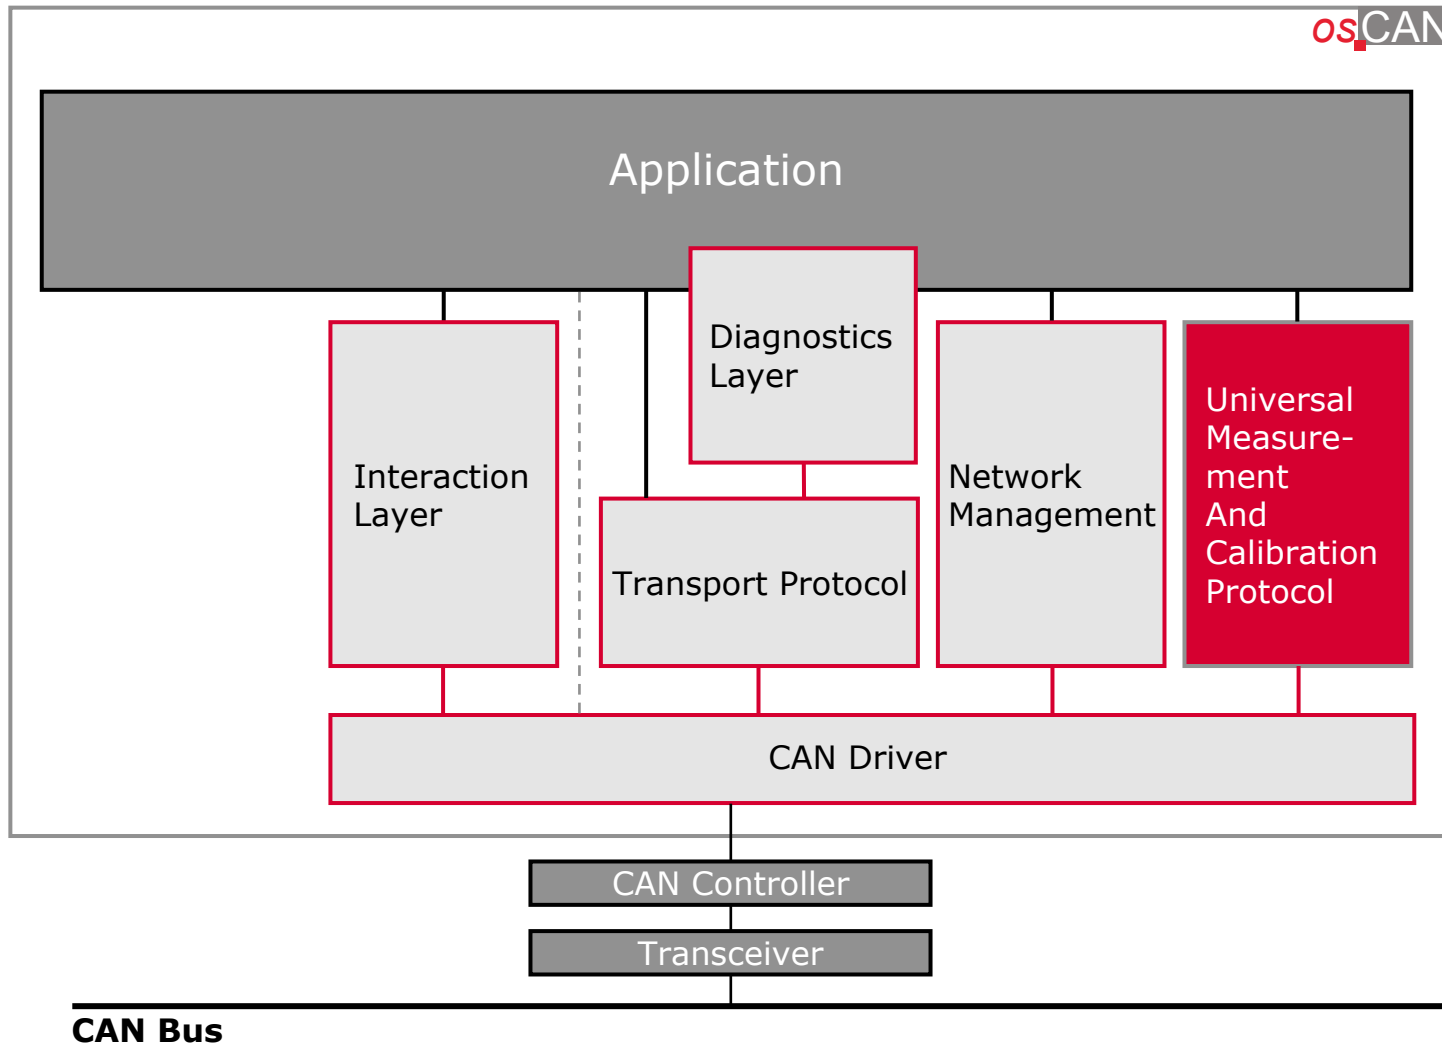 osCAN
Application
Diagnostics
Layer
Interaction
Layer
Transport Protocol
Network
Management
Universal
Measure-
ment
And
Calibration
Protocol
CAN Driver
CAN Controller
Transceiver
CAN Bus